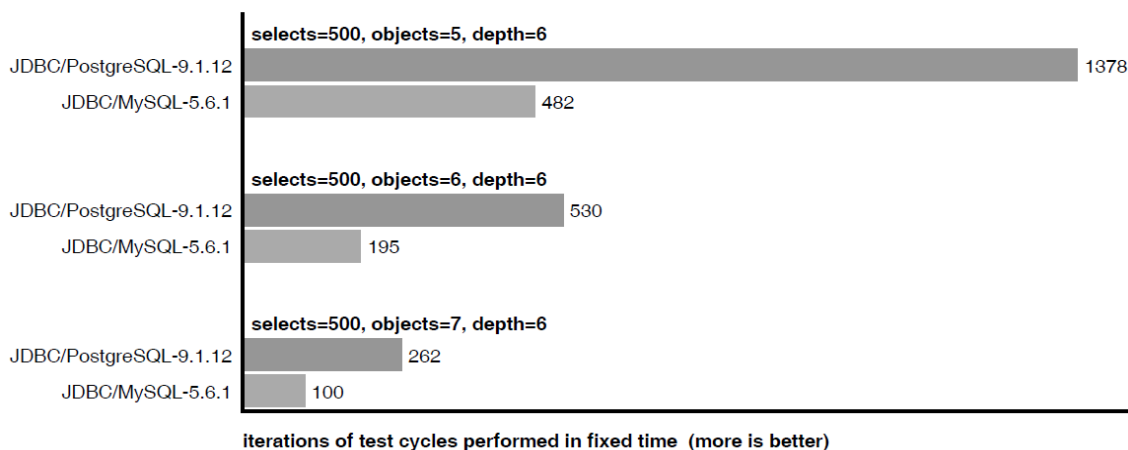 selects=500, objects=5, depth=6
JDBC/PostgreSQL-9.1.12 1378
JDBC/MySQL-5.6.1 482
selects=500, objects=6, depth=6
JDBC/PostgreSQL-9.1.12 530
JDBC/MySQL-5.6.1 195
selects=500, objects=7, depth=6
JDBC/PostgreSQL-9.1.12 262
JDBC/MySQL-5.6.1 100
iterations of test cycles performed in fixed time (more is better)